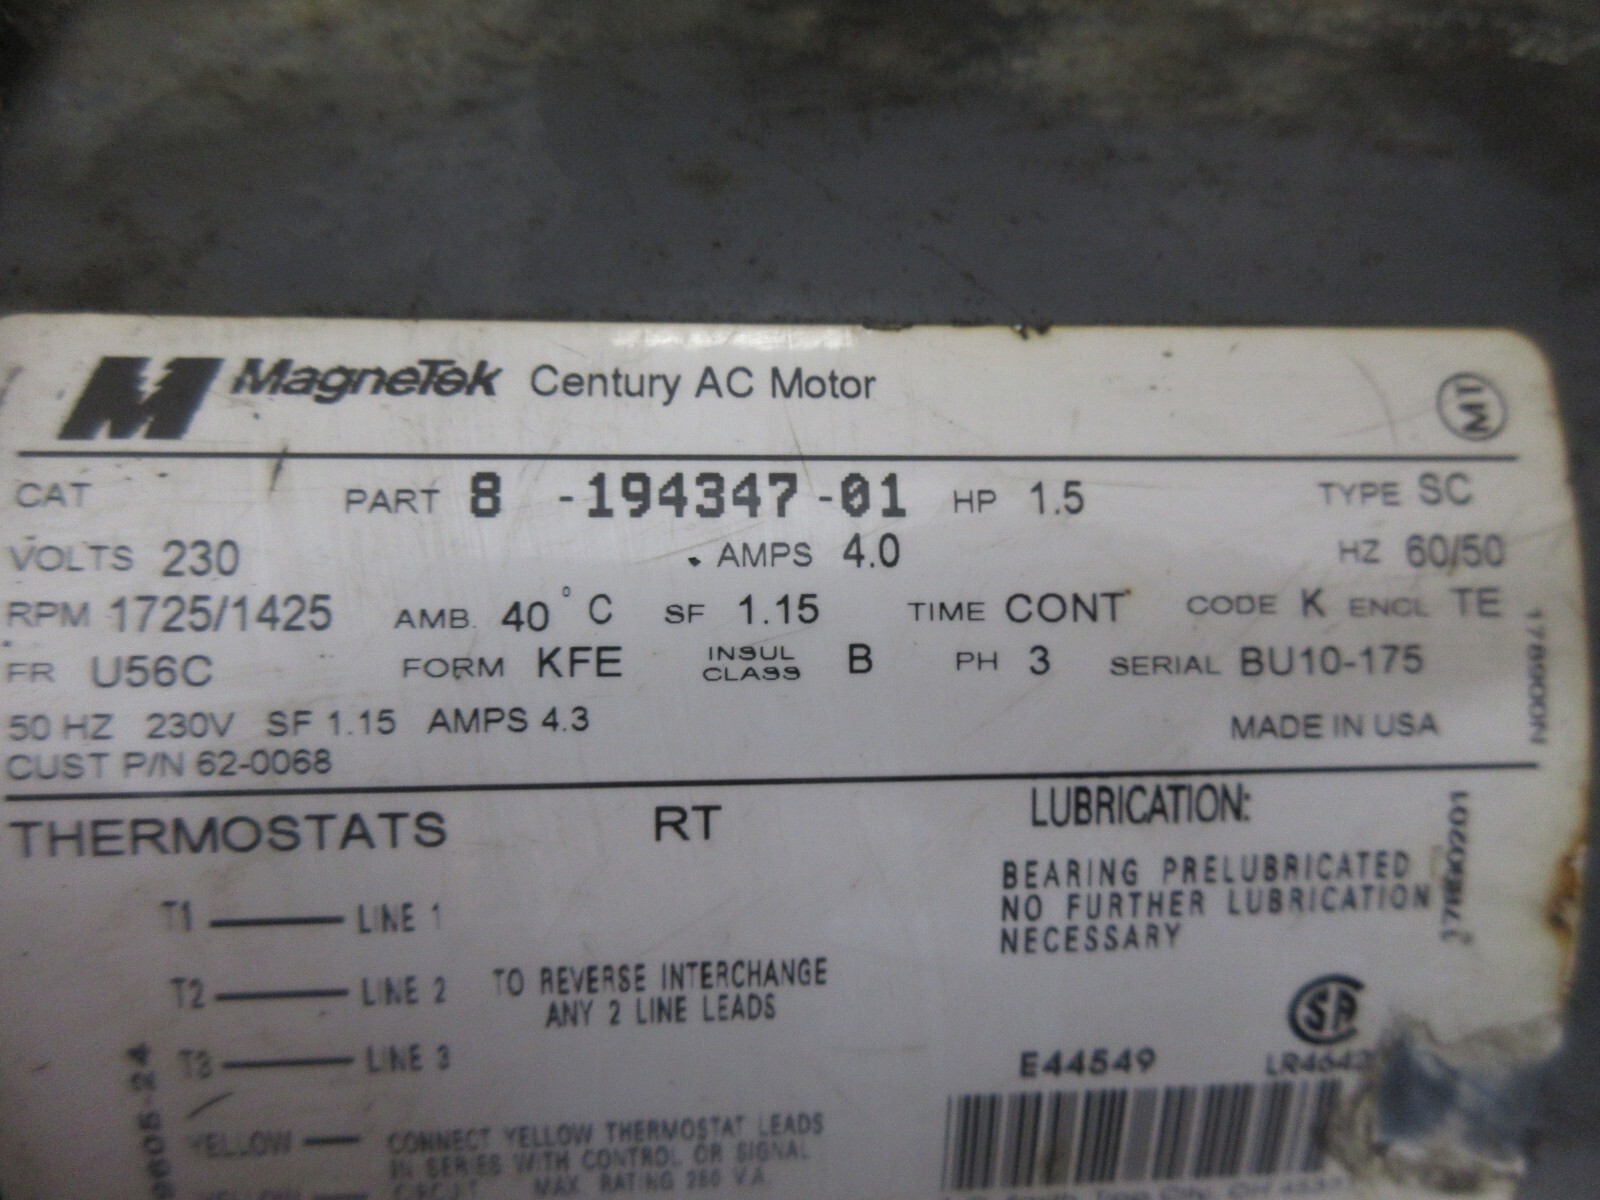 M MagneTek Century AC Motor MT
CAT PART 8 -194347-01 HP 1.5 TYPE SC
VOLTS 230 AMPS 4.0 HZ 60/50
RPM 1725/1425 AMB. 40° C SF 1.15 TIME CONT CODE K ENCL TE
FR U56C FORM KFE INSUL CLASS B PH 3 SERIAL BU10-175
50 HZ 230V SF 1.15 AMPS 4.3 MADE IN USA
CUST P/N 62-0068
THERMOSTATS RT LUBRICATION:
BEARING PRELUBRICATED
NO FURTHER LUBRICATION
NECESSARY
T1 LINE 1
T2 LINE 2
T3 LINE 3
TO REVERSE INTERCHANGE
ANY 2 LINE LEADS
SA
E44549
YELLOW CONNECT YELLOW THERMOSTAT LEADS
IN SERIES WITH CONTROL OR SIGNAL
CIRCUIT MAX. RATING 250 V.A.